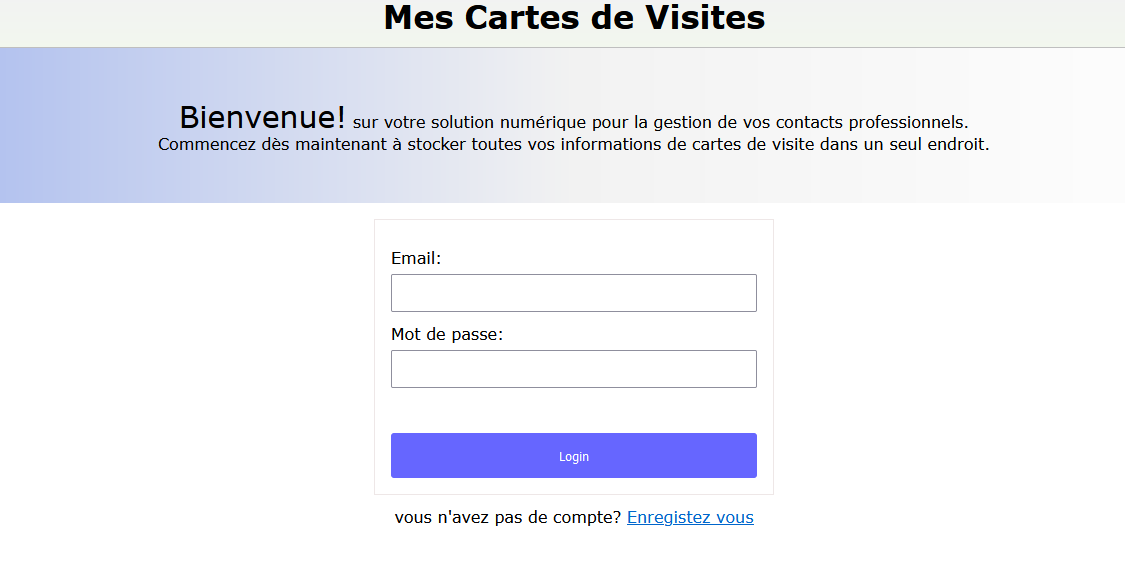 Mes Cartes de Visites
Bienvenue! sur votre solution numérique pour la gestion de vos contacts professionnels.
Commencez dès maintenant à stocker toutes vos informations de cartes de visite dans un seul endroit.
Email:
Mot de passe:
Login
vous n'avez pas de compte? Enregistez vous